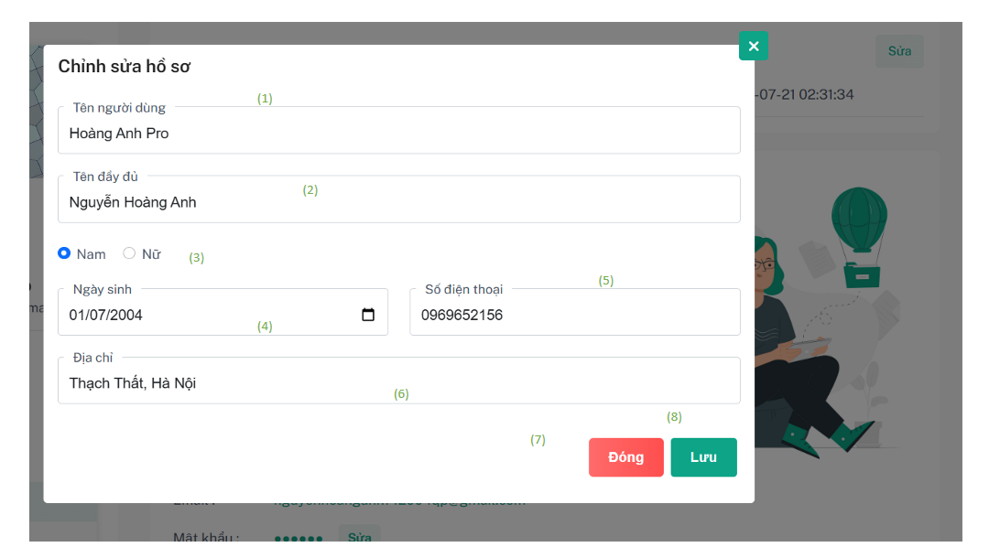 ×
Chỉnh sửa hồ sơ
Sửa
-07-21 02:31:34
(1)
Tên người dùng
Hoàng Anh Pro
Tên đầy đủ
(2)
Nguyễn Hoàng Anh
Nam Nữ (3)
(5)
Ngày sinh Số điện thoại
01/07/2004 0969652156
(4)
Địa chỉ
Thạch Thất, Hà Nội
(6)
(8)
(7)
Đóng Lưu
Mật khẩu : •••••• Sửa